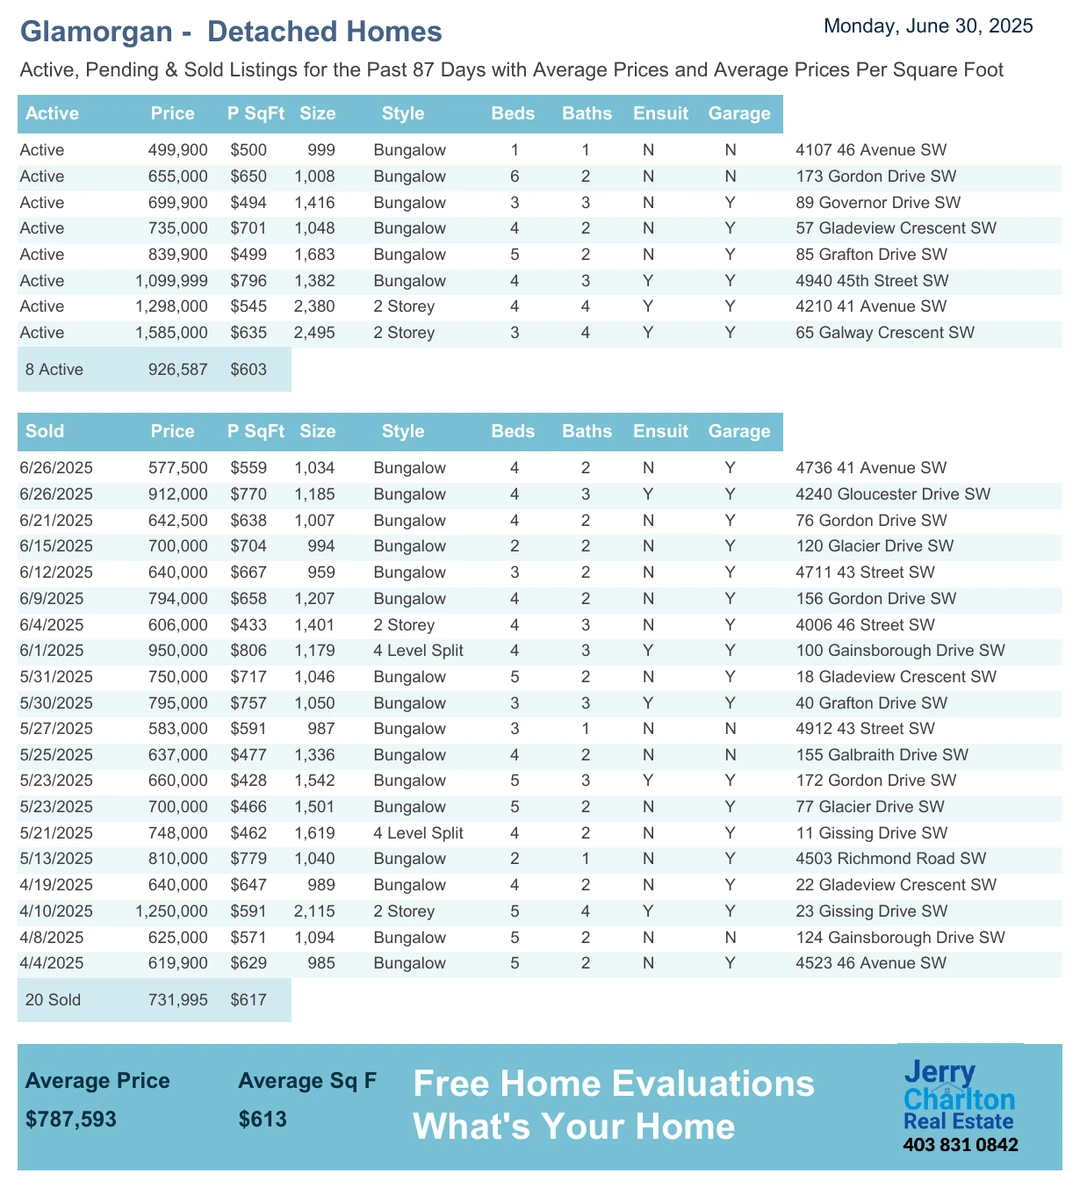 Glamorgan -  Detached Homes
Monday, June 30, 2025
Active, Pending & Sold Listings for the Past 87 Days with Average Prices and Average Prices Per Square Foot
Active Price P SqFt Size Style Beds Baths Ensuit Garage
Active 499,900 $500 999 Bungalow 1 1 N N 4107 46 Avenue SW
Active 655,000 $650 1,008 Bungalow 6 2 N N 173 Gordon Drive SW
Active 699,900 $494 1,416 Bungalow 3 3 N Y 89 Governor Drive SW
Active 735,000 $701 1,048 Bungalow 4 2 N Y 57 Gladeview Crescent SW
Active 839,900 $499 1,683 Bungalow 5 2 N Y 85 Grafton Drive SW
Active 1,099,999 $796 1,382 Bungalow 4 3 Y Y 4940 45th Street SW
Active 1,298,000 $545 2,380 2 Storey 4 4 Y Y 4210 41 Avenue SW
Active 1,585,000 $635 2,495 2 Storey 3 4 Y Y 65 Galway Crescent SW
8 Active 926,587 $603
Sold Price P SqFt Size Style Beds Baths Ensuit Garage
6/26/2025 577,500 $559 1,034 Bungalow 4 2 N Y 4736 41 Avenue SW
6/26/2025 912,000 $770 1,185 Bungalow 4 3 Y Y 4240 Gloucester Drive SW
6/21/2025 642,500 $638 1,007 Bungalow 4 2 N Y 76 Gordon Drive SW
6/15/2025 700,000 $704 994 Bungalow 2 2 N Y 120 Glacier Drive SW
6/12/2025 640,000 $667 959 Bungalow 3 2 N Y 4711 43 Street SW
6/9/2025 794,000 $658 1,207 Bungalow 4 2 N Y 156 Gordon Drive SW
6/4/2025 606,000 $433 1,401 2 Storey 4 3 N Y 4006 46 Street SW
6/1/2025 950,000 $806 1,179 4 Level Split 4 3 Y Y 100 Gainsborough Drive SW
5/31/2025 750,000 $717 1,046 Bungalow 5 2 N Y 18 Gladeview Crescent SW
5/30/2025 795,000 $757 1,050 Bungalow 3 3 Y Y 40 Grafton Drive SW
5/27/2025 583,000 $591 987 Bungalow 3 1 N N 4912 43 Street SW
5/25/2025 637,000 $477 1,336 Bungalow 4 2 N N 155 Galbraith Drive SW
5/23/2025 660,000 $428 1,542 Bungalow 5 3 Y Y 172 Gordon Drive SW
5/23/2025 700,000 $466 1,501 Bungalow 5 2 N Y 77 Glacier Drive SW
5/21/2025 748,000 $462 1,619 4 Level Split 4 2 N Y 11 Gissing Drive SW
5/13/2025 810,000 $779 1,040 Bungalow 2 1 N Y 4503 Richmond Road SW
4/19/2025 640,000 $647 989 Bungalow 4 2 N Y 22 Gladeview Crescent SW
4/10/2025 1,250,000 $591 2,115 2 Storey 5 4 Y Y 23 Gissing Drive SW
4/8/2025 625,000 $571 1,094 Bungalow 5 2 N N 124 Gainsborough Drive SW
4/4/2025 619,900 $629 985 Bungalow 5 2 N Y 4523 46 Avenue SW
20 Sold 731,995 $617
Average Price Average Sq F
$787,593 $613
Free Home Evaluations
What's Your Home
Jerry
Charlton
Real Estate
403 831 0842